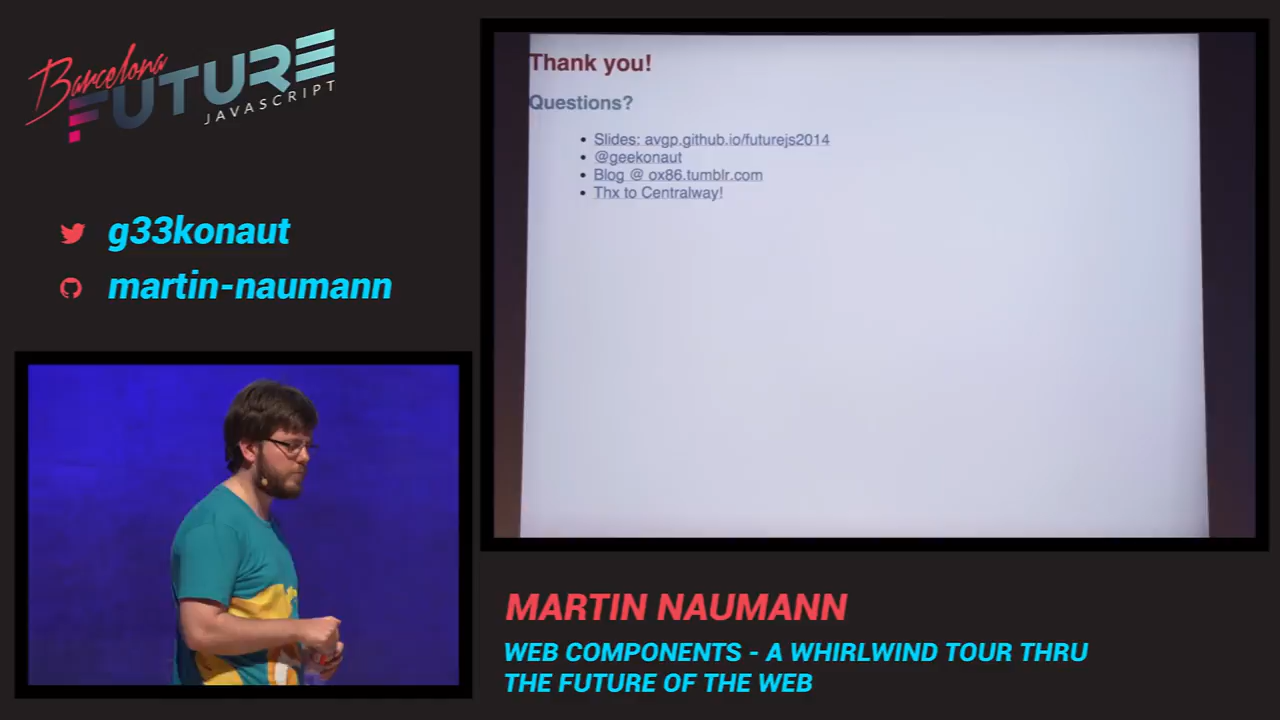 Barcelona
FUTURE
JAVASCRIPT
g33konaut
martin-naumann
Thank you!
Questions?
Slides: avgp.github.io/futurejs2014
@geekonaut
Blog @ ox86.tumblr.com
Thx to Centralway!
MARTIN NAUMANN
WEB COMPONENTS - A WHIRLWIND TOUR THRU
THE FUTURE OF THE WEB